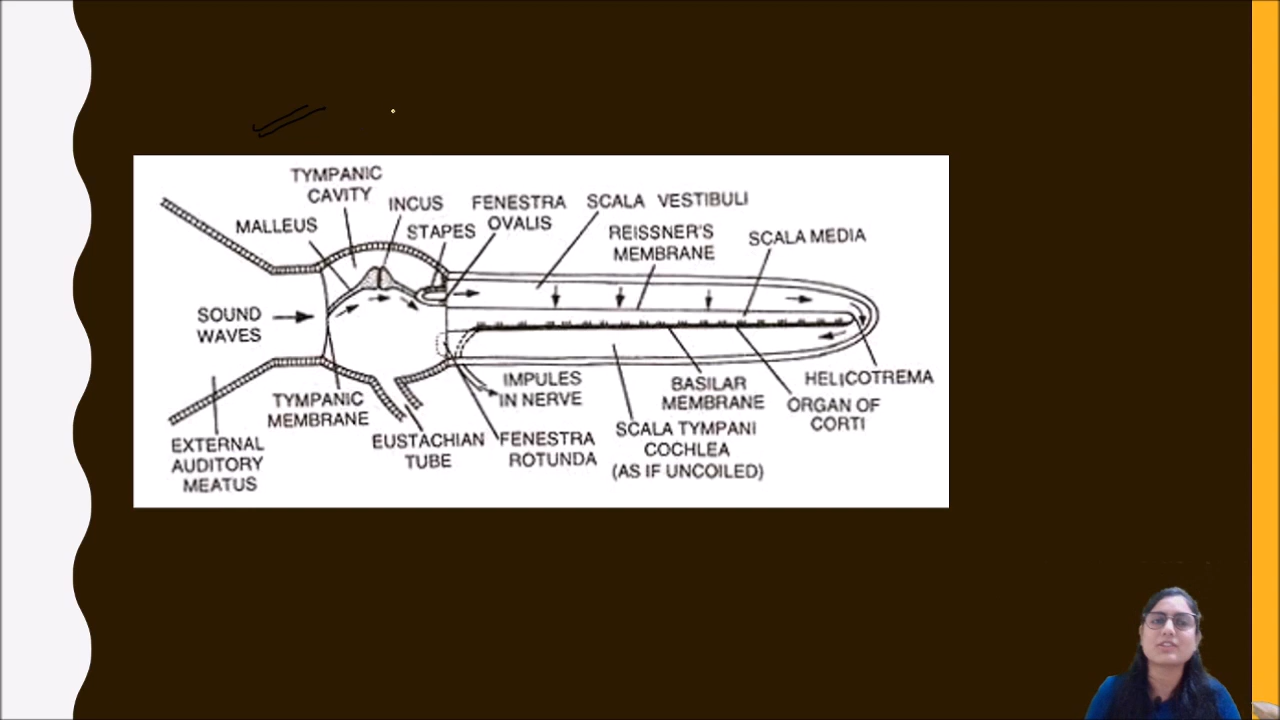 TYMPANIC
CAVITY
INCUS
FENESTRA
OVALIS
SCALA VESTIBULI
MALLEUS
STAPES
REISSNER'S
MEMBRANE
SCALA MEDIA
SOUND
WAVES
TYMPANIC
MEMBRANE
IMPULES
IN NERVE
BASILAR
MEMBRANE
HELICOTREMA
ORGAN OF
CORTI
EXTERNAL
AUDITORY
MEATUS
EUSTACHIAN
TUBE
FENESTRA
ROTUNDA
SCALA TYMPANI
COCHLEA
(AS IF UNCOILED)